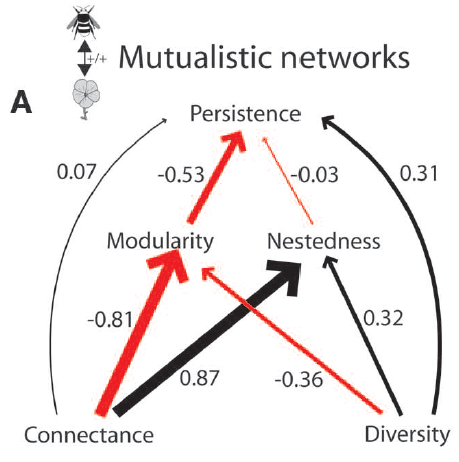 +/+
Mutualistic networks
A
Persistence
0.07
-0.53
-0.03
0.31
Modularity
Nestedness
-0.81
0.32
0.87
-0.36
Connectance
Diversity